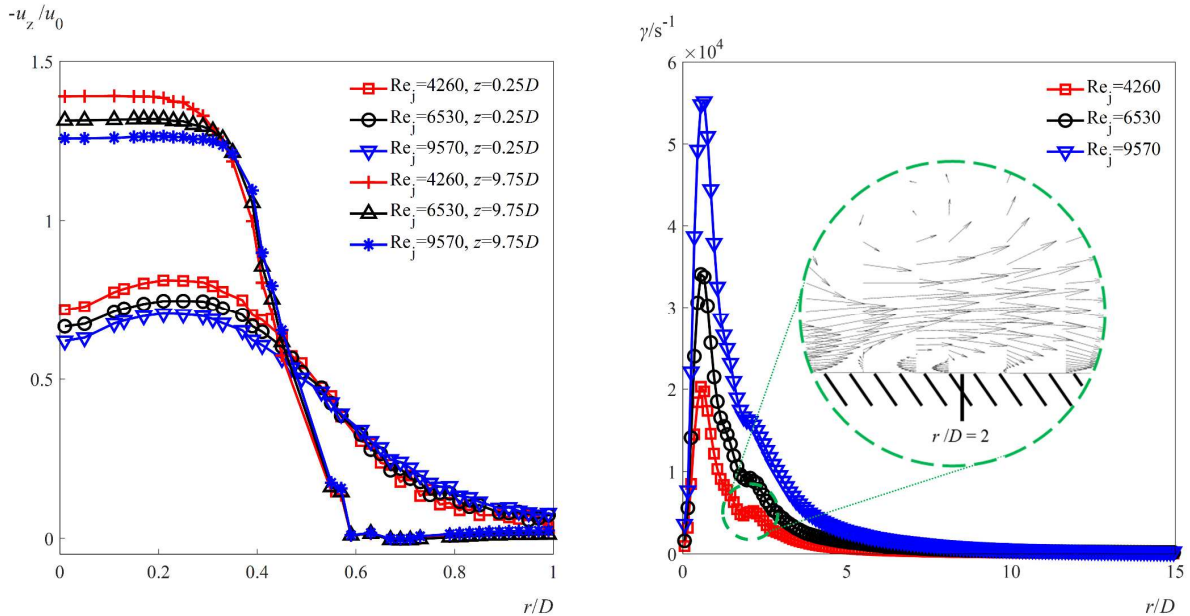 -u_z/u_0
1.5
1
0.5
0
0 0.2 0.4 0.6 0.8 1
r/D
Re_j=4260, z=0.25D
Re_j=6530, z=0.25D
Re_j=9570, z=0.25D
Re_j=4260, z=9.75D
Re_j=6530, z=9.75D
Re_j=9570, z=9.75D
γ/s^-1
×10^4
6
5
4
3
2
1
0
0 5 10 15
r/D
Re_j=4260
Re_j=6530
Re_j=9570
r/D = 2